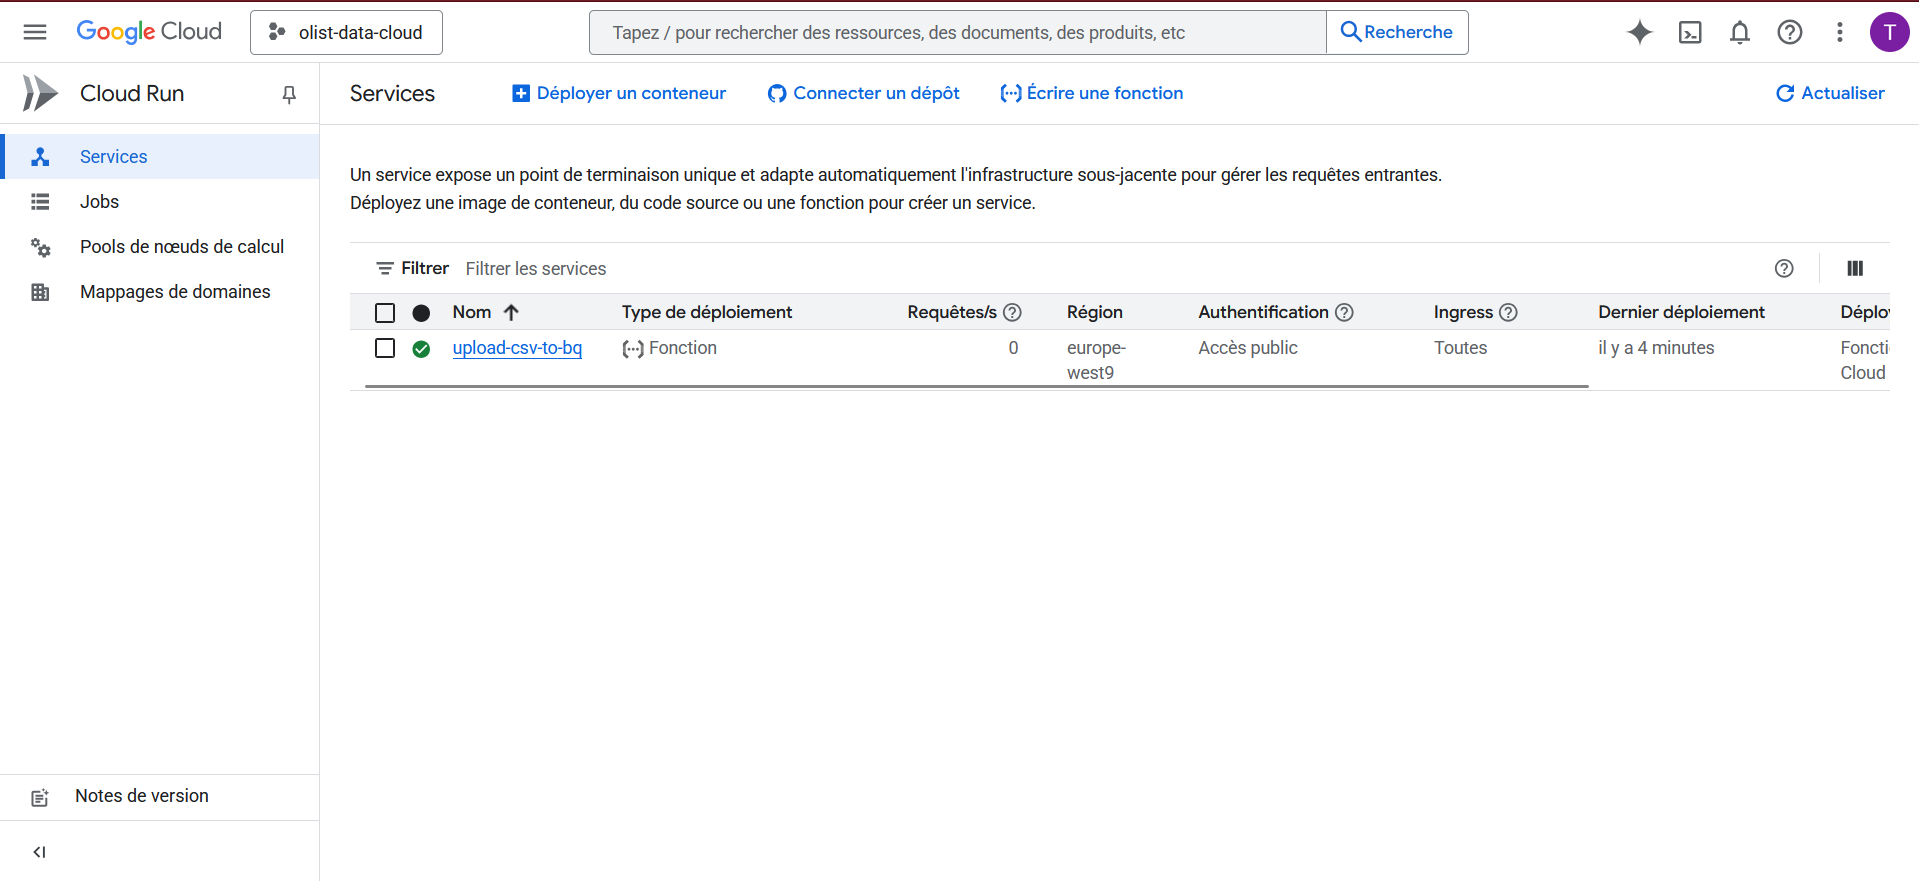 Google Cloud
olist-data-cloud
Tapez / pour rechercher des ressources, des documents, des produits, etc
Recherche
T
Cloud Run
Services
Jobs
Pools de nœuds de calcul
Mappages de domaines
Notes de version
Services
Déployer un conteneur
Connecter un dépôt
Écrire une fonction
Actualiser
Un service expose un point de terminaison unique et adapte automatiquement l'infrastructure sous-jacente pour gérer les requêtes entrantes.
Déployez une image de conteneur, du code source ou une fonction pour créer un service.
Filtrer Filtrer les services
Nom Type de déploiement Requêtes/s Région Authentification Ingress Dernier déploiement Déplo
upload-csv-to-bq Fonction 0 europe- Accès public Toutes il y a 4 minutes Foncti
west9 Cloud